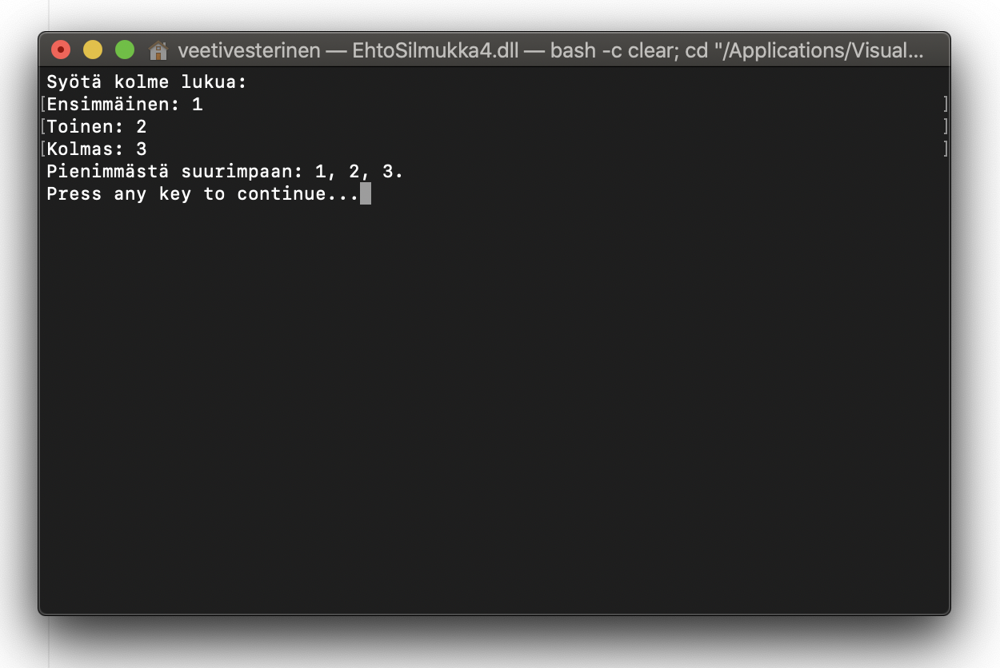 veetivesterinen — EhtoSilmukka4.dll — bash -c clear; cd "/Applications/Visual...
Syötä kolme lukua:
[Ensimmäinen: 1 ]
[Toinen: 2 ]
[Kolmas: 3 ]
Pienimmästä suurimpaan: 1, 2, 3.
Press any key to continue...